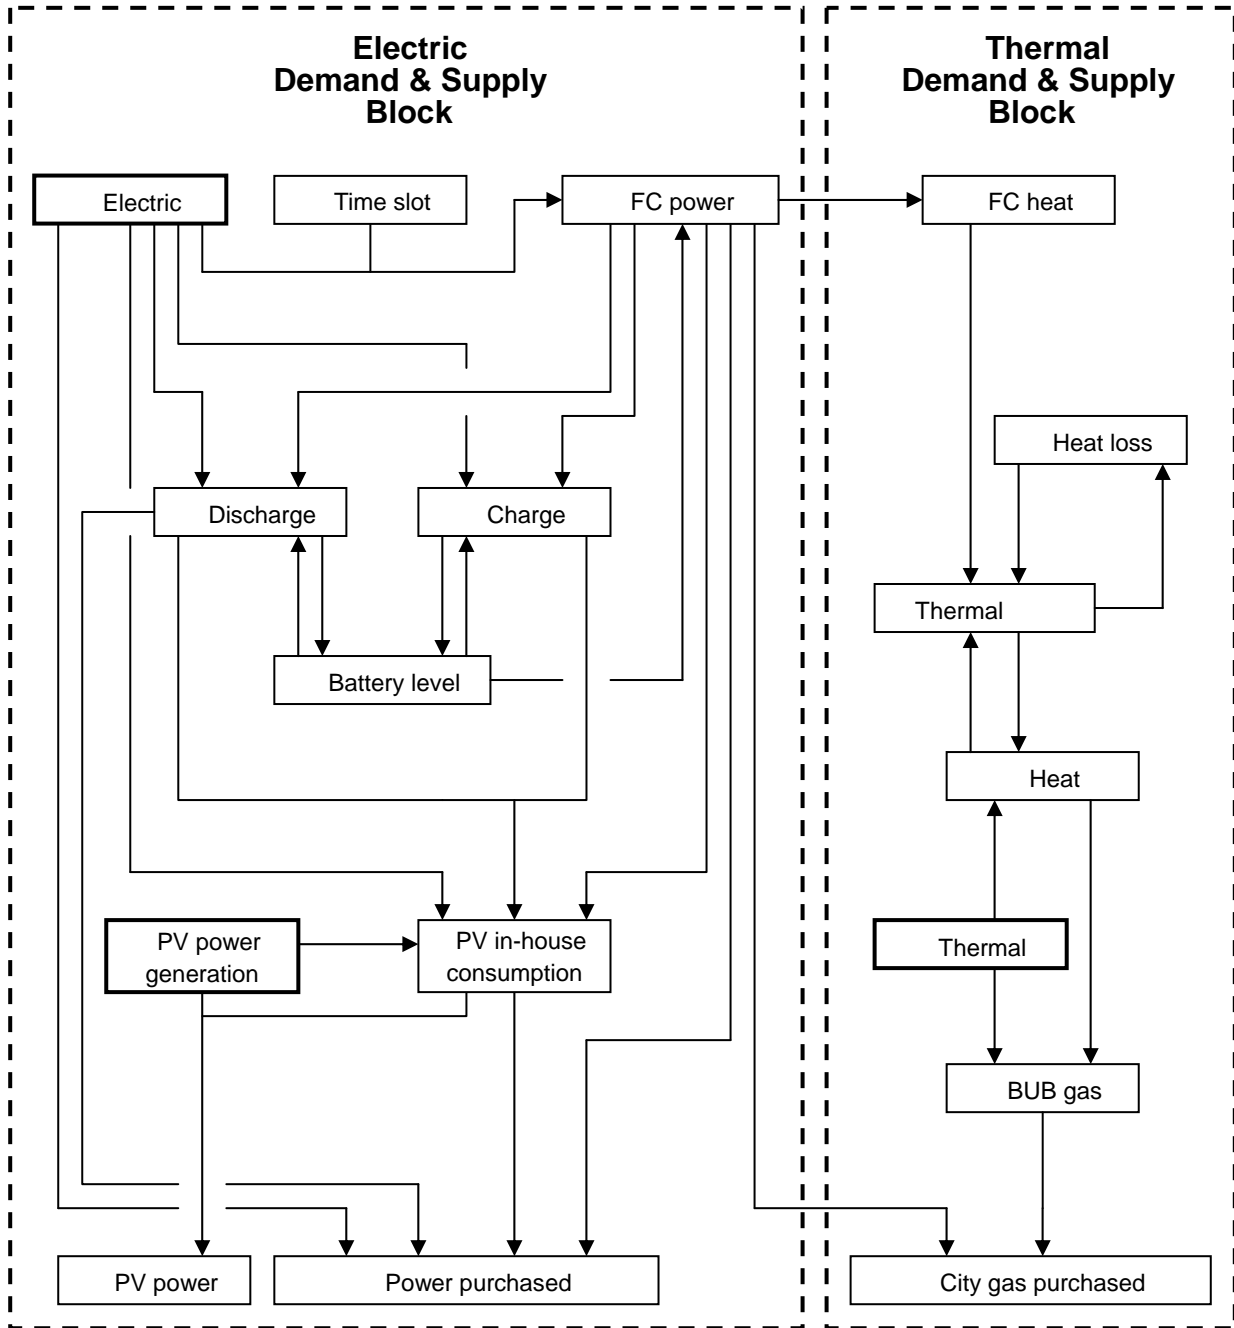 Electric
Demand & Supply
Block
Thermal
Demand & Supply
Block
Electric
Time slot
FC power
FC heat
Heat loss
Discharge
Charge
Thermal
Battery level
Heat
PV power
generation
PV in-house
consumption
Thermal
BUB gas
PV power
Power purchased
City gas purchased